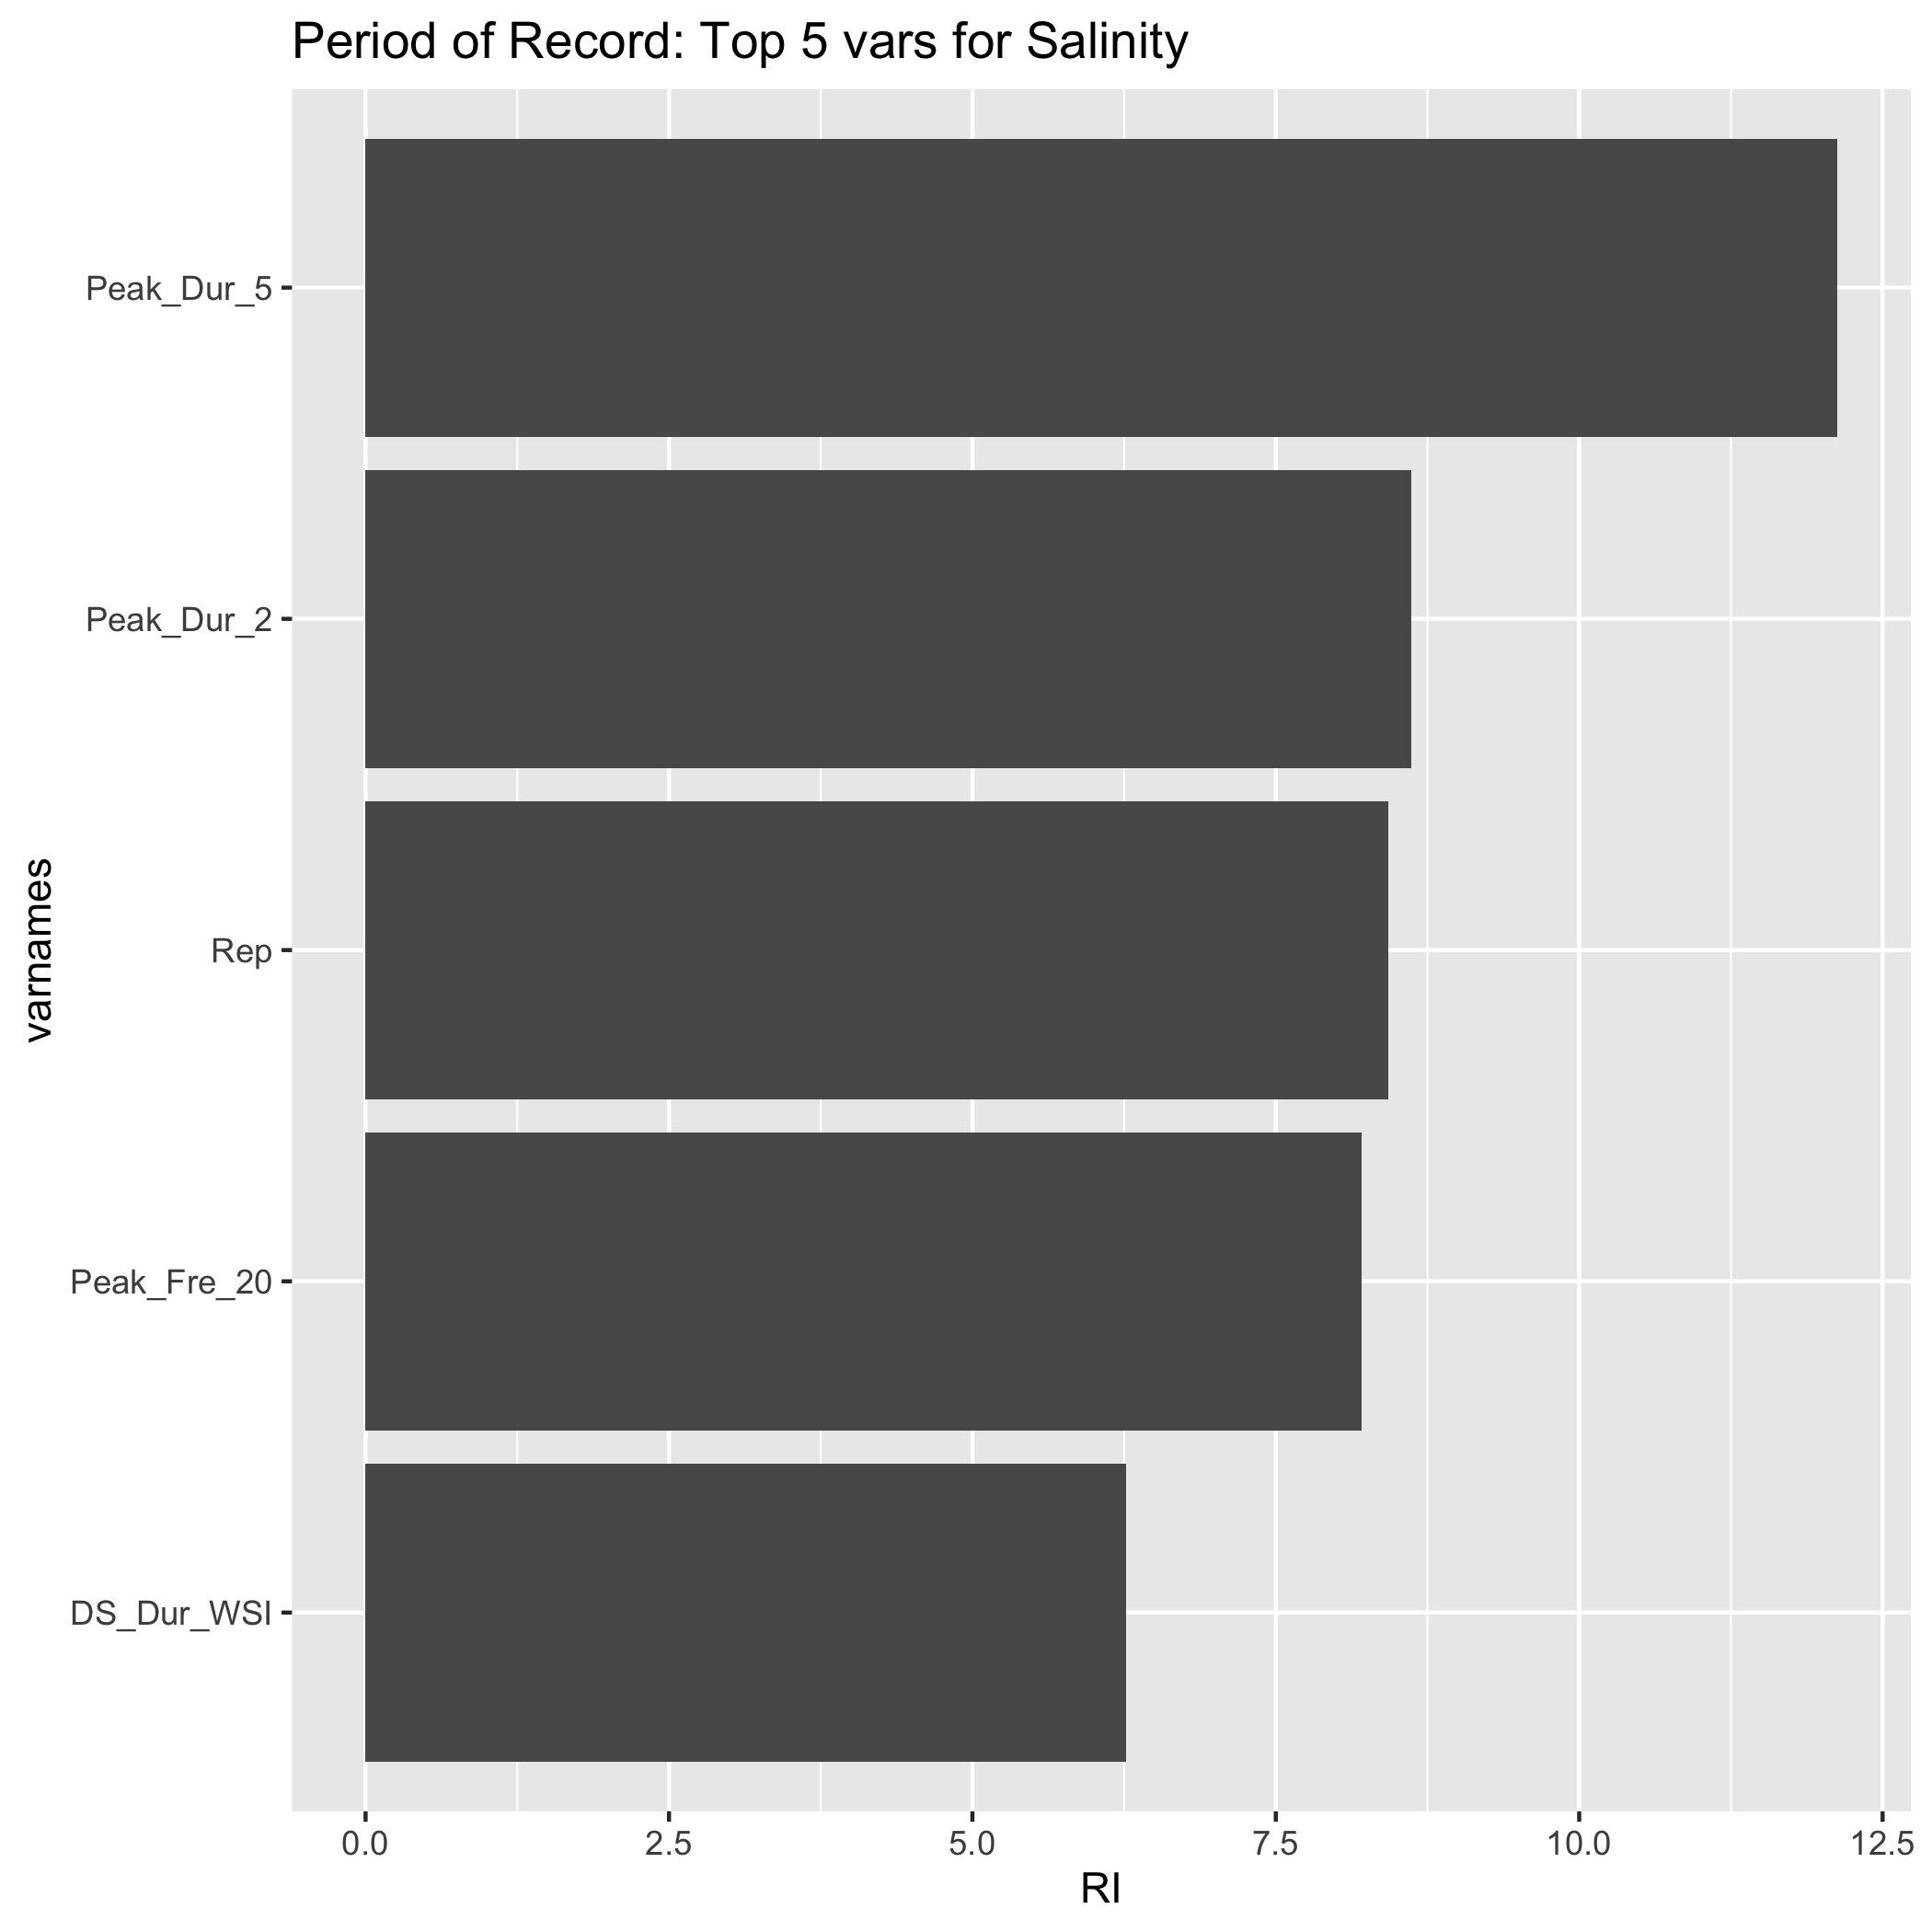 Period of Record: Top 5 vars for Salinity
varnames
Peak_Dur_5
Peak_Dur_2
Rep
Peak_Fre_20
DS_Dur_WSI
0.0 2.5 5.0 7.5 10.0 12.5
RI